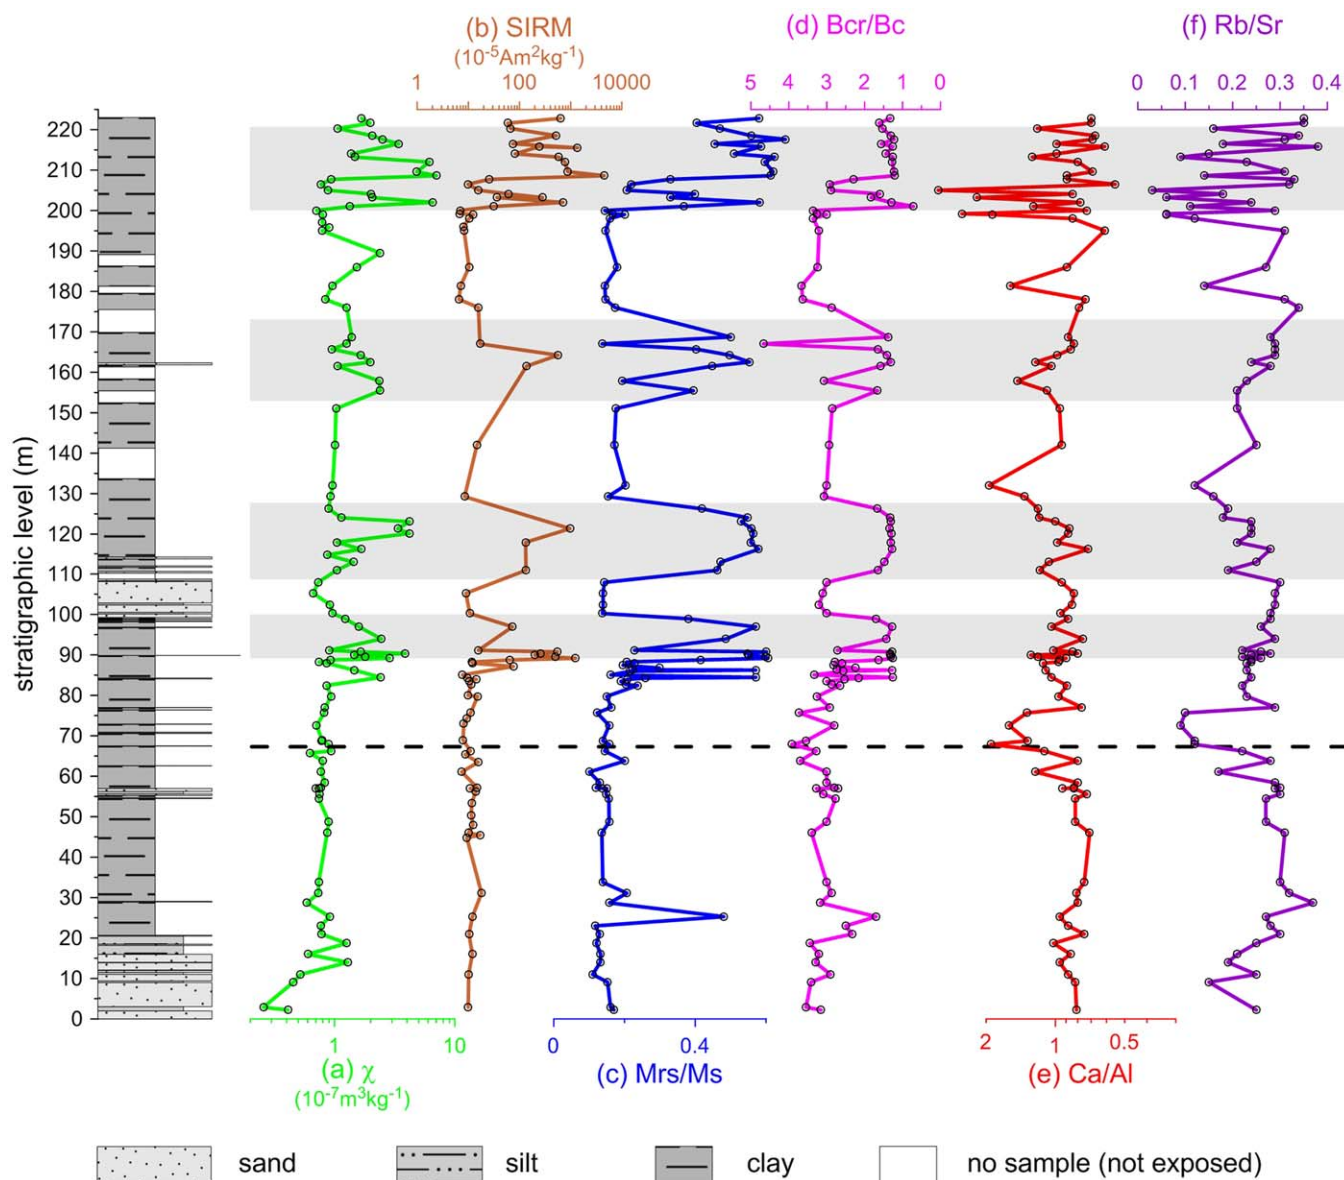 (b) SIRM
(10⁻⁵Am²kg⁻¹)
1 100 10000
(d) Bcr/Bc
5 4 3 2 1 0
(f) Rb/Sr
0 0.1 0.2 0.3 0.4
stratigraphic level (m)
220
210
200
190
180
170
160
150
140
130
120
110
100
90
80
70
60
50
40
30
20
10
0
1 10
(a) χ
(10⁻⁷m³kg⁻¹)
0 0.4
(c) Mrs/Ms
2 1 0.5
(e) Ca/Al
sand
silt
clay
no sample (not exposed)